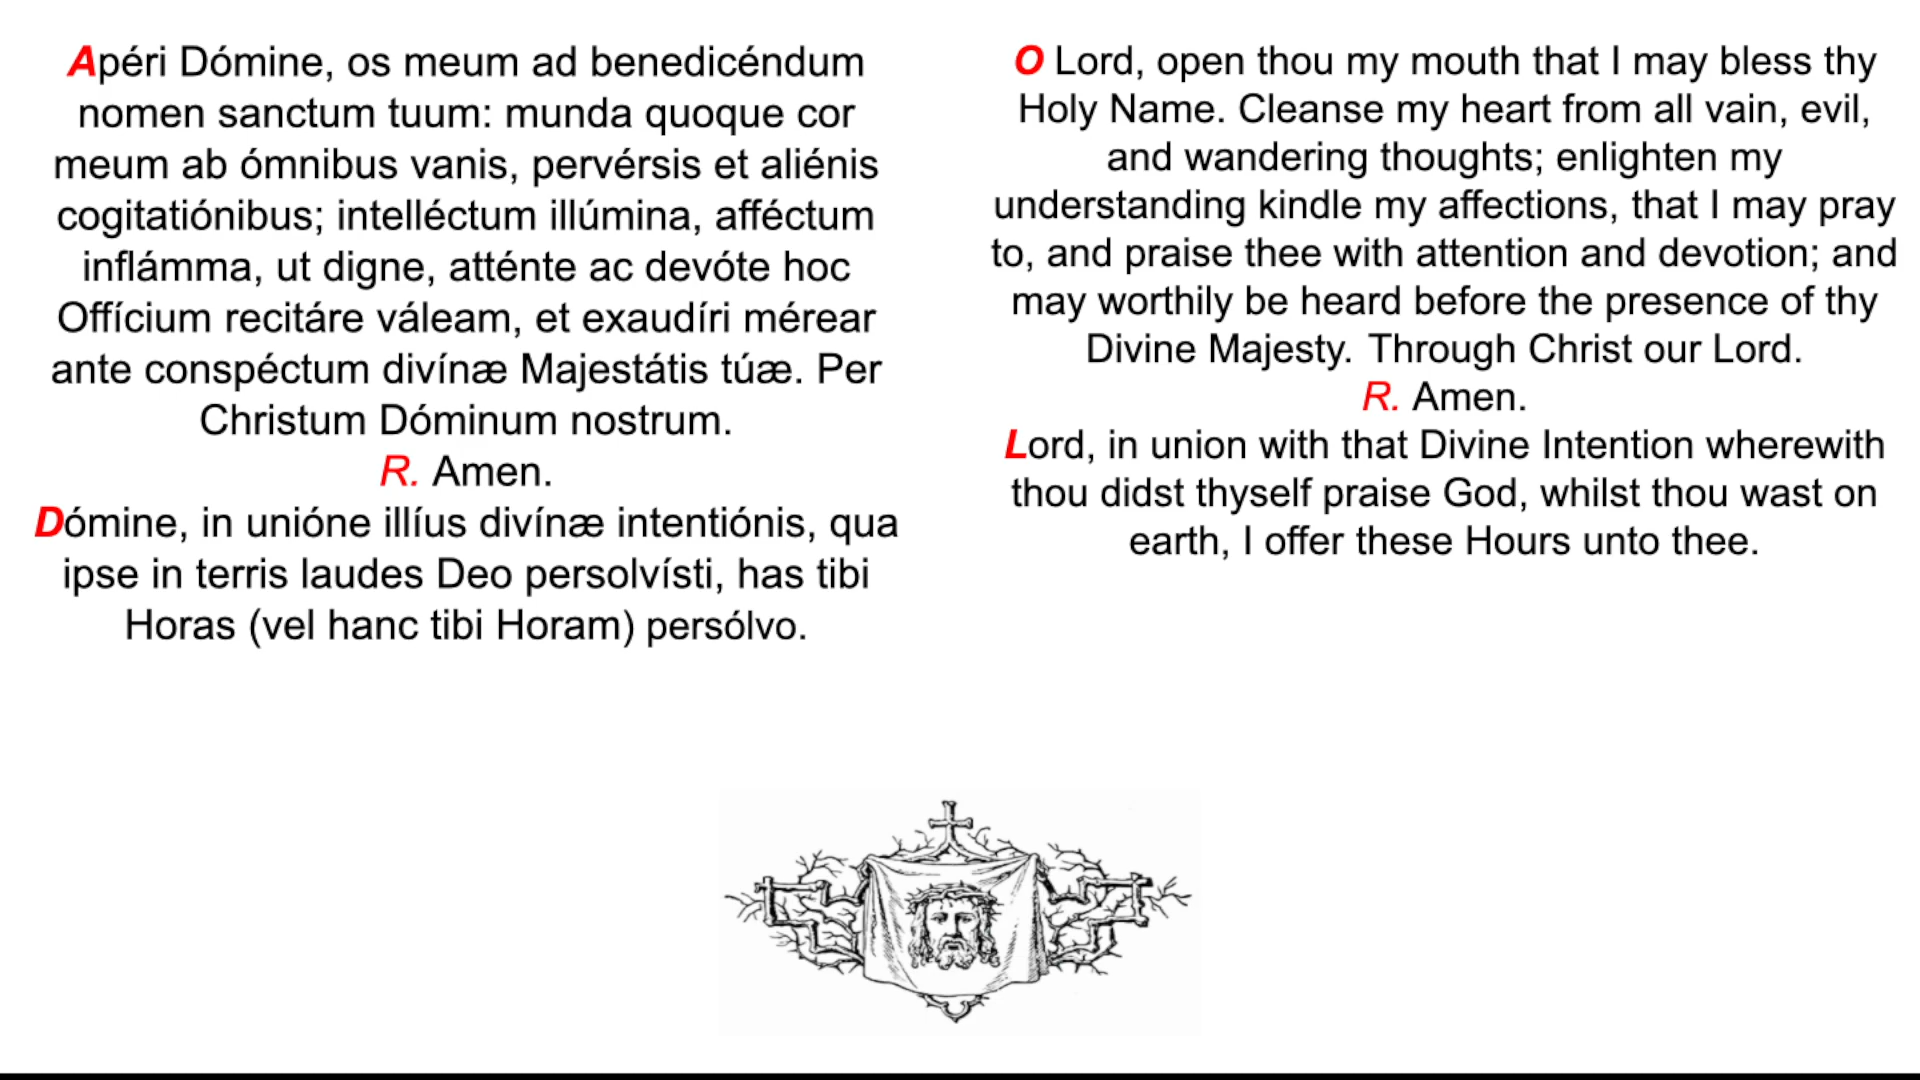 Apéri Dómine, os meum ad benedicéndum
nomen sanctum tuum: munda quoque cor
meum ab ómnibus vanis, pervérsis et aliénis
cogitatiónibus; intelléctum illúmina, afféctum
inflámma, ut digne, atténte ac devóte hoc
Offícium recitáre váleam, et exaudíri mérear
ante conspéctum divínæ Majestátis túæ. Per
Christum Dóminum nostrum.
R. Amen.
Dómine, in unióne illíus divínæ intentiónis, qua
ipse in terris laudes Deo persolvísti, has tibi
Horas (vel hanc tibi Horam) persólvo.
O Lord, open thou my mouth that I may bless thy
Holy Name. Cleanse my heart from all vain, evil,
and wandering thoughts; enlighten my
understanding kindle my affections, that I may pray
to, and praise thee with attention and devotion; and
may worthily be heard before the presence of thy
Divine Majesty. Through Christ our Lord.
R. Amen.
Lord, in union with that Divine Intention wherewith
thou didst thyself praise God, whilst thou wast on
earth, I offer these Hours unto thee.